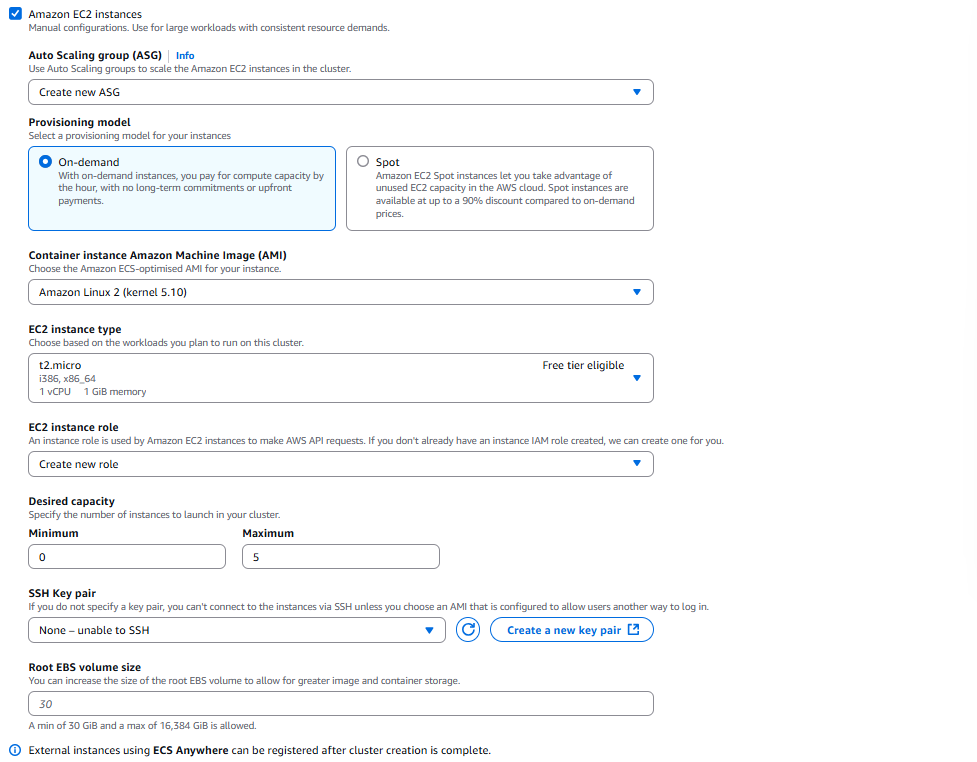 Amazon EC2 instances
Manual configurations. Use for large workloads with consistent resource demands.
Auto Scaling group (ASG) | Info
Use Auto Scaling groups to scale the Amazon EC2 instances in the cluster.
Create new ASG
Provisioning model
Select a provisioning model for your instances
On-demand
With on-demand instances, you pay for compute capacity by
the hour, with no long-term commitments or upfront
payments.
Spot
Amazon EC2 Spot instances let you take advantage of
unused EC2 capacity in the AWS cloud. Spot instances are
available at up to a 90% discount compared to on-demand
prices.
Container instance Amazon Machine Image (AMI)
Choose the Amazon ECS-optimised AMI for your instance.
Amazon Linux 2 (kernel 5.10)
EC2 instance type
Choose based on the workloads you plan to run on this cluster.
t2.micro Free tier eligible
i386, x86_64
1 vCPU 1 GiB memory
EC2 instance role
An instance role is used by Amazon EC2 instances to make AWS API requests. If you don't already have an instance IAM role created, we can create one for you.
Create new role
Desired capacity
Specify the number of instances to launch in your cluster.
Minimum Maximum
0 5
SSH Key pair
If you do not specify a key pair, you can't connect to the instances via SSH unless you choose an AMI that is configured to allow users another way to log in.
None – unable to SSH Create a new key pair
Root EBS volume size
You can increase the size of the root EBS volume to allow for greater image and container storage.
30
A min of 30 GiB and a max of 16,384 GiB is allowed.
External instances using ECS Anywhere can be registered after cluster creation is complete.